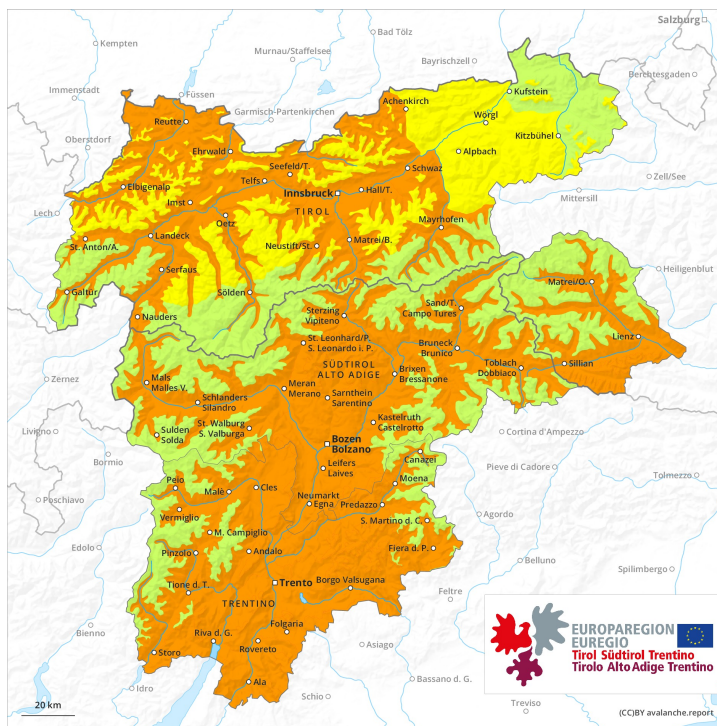 Salzburg
Kempten
Bad Tölz
Murnau/Staffelsee
Bayrischzell
Berchtesgaden
Immenstadt
Füssen
Kufstein
Garmisch-Partenkirchen
Achenkirch
Reutte
Wörgl
Oberstdorf
Ehrwald
Kitzbühel
Alpbach
Seefeld/T.
Schwaz
Zell/See
Elbigenalp
Telfs
Innsbruck
Hall/T.
Mittersill
Imst
TIROL
Lech
Oetz
Mayrhofen
St. Anton/A.
Landeck
Neustift/St.
Matrei/B.
Serfaus
Heiligenblut
Galtür
Sölden
Matrei/O.
Sand/T.
Campo Tures
Nauders
Sterzing
Vipiteno
Lienz
St. Leonhard/P.
S. Leonardo i. P.
Bruneck
Brunico
Toblach
Dobbiaco
Sillian
SÜDTIROL
ALTO ADIGE
Brixen
Bressanone
Zernez
Mals
Malles V.
Meran
Merano
Sarnthein
Sarentino
Schlanders
Silandro
St. Walburg
S. Valburga
Kastelruth
Castelrotto
Livigno
Sulden
Solda
Cortina d'Ampezzo
Bozen
Bolzano
Canazei
Bormio
Leifers
Laives
Pieve di Cadore
Tolmezzo
Peio
Malè
Cles
Moena
Poschiavo
Neumarkt
Egna
Predazzo
Vermiglio
Agordo
S. Martino d. C.
M. Campiglio
Edolo
Pinzolo
Andalo
Fiera d. P.
Belluno
Spilimbergo
Tione d. T.
Trento
Borgo Valsugana
Feltre
TRENTINO
Bienno
Folgaria
Riva d. G.
Rovereto
Storo
Asiago
Bassano d. G.
Ala
Idro
Schio
Treviso
EUROPAREGION
EUREGIO
Tirol Südtirol Trentino
Tirolo Alto Adige Trentino
20 km
(CC)BY avalanche.report